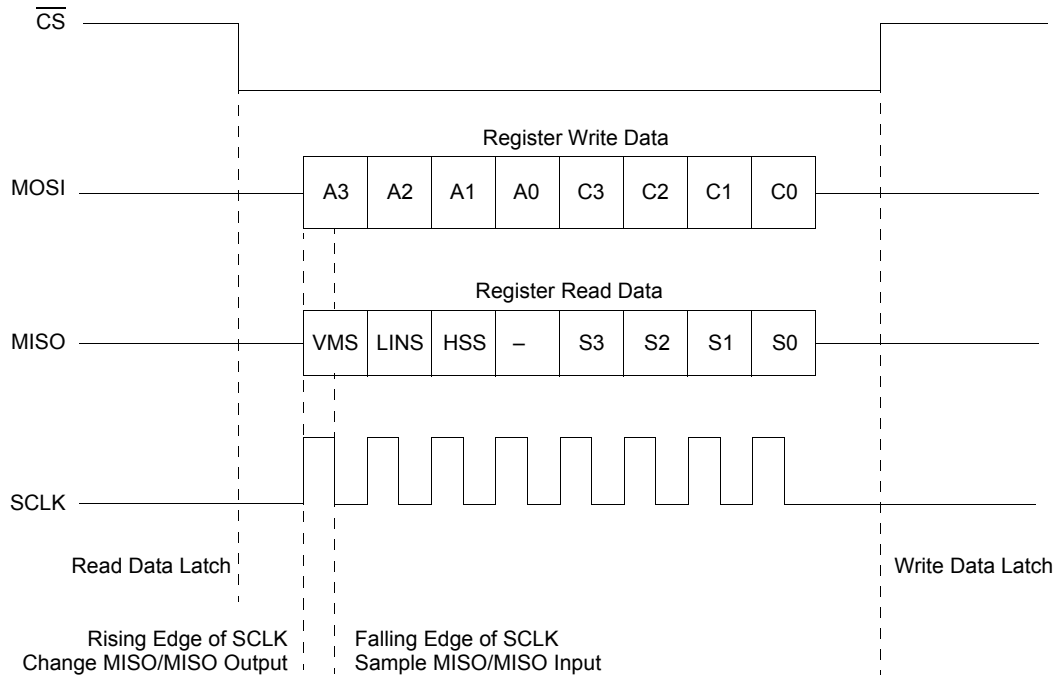 CS
Register Write Data
MOSI
A3 A2 A1 A0 C3 C2 C1 C0
Register Read Data
MISO
VMS LINS HSS – S3 S2 S1 S0
SCLK
Read Data Latch
Write Data Latch
Rising Edge of SCLK
Change MISO/MISO Output
Falling Edge of SCLK
Sample MISO/MISO Input